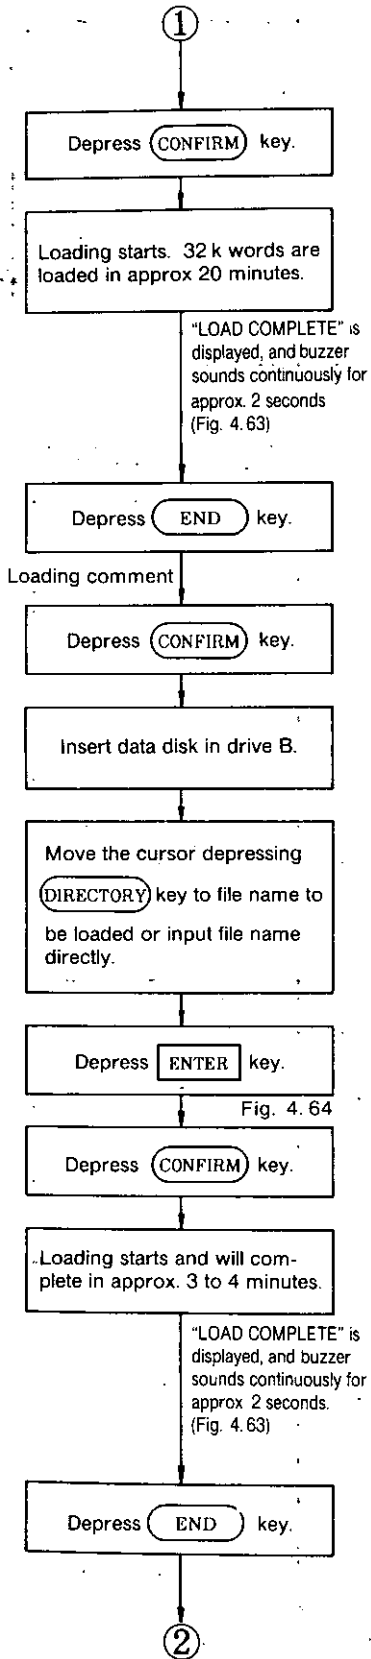 ①
Depress CONFIRM key.
Loading starts. 32 k words are
loaded in approx 20 minutes.
"LOAD COMPLETE" is
displayed, and buzzer
sounds continuously for
approx. 2 seconds
(Fig. 4.63)
Depress END key.
Loading comment
Depress CONFIRM key.
Insert data disk in drive B.
Move the cursor depressing
DIRECTORY key to file name to
be loaded or input file name
directly.
Depress ENTER key.
Fig. 4.64
Depress CONFIRM key.
Loading starts and will com-
plete in approx. 3 to 4 minutes.
"LOAD COMPLETE" is
displayed, and buzzer
sounds continuously for
approx 2 seconds.
(Fig. 4.63)
Depress END key.
②